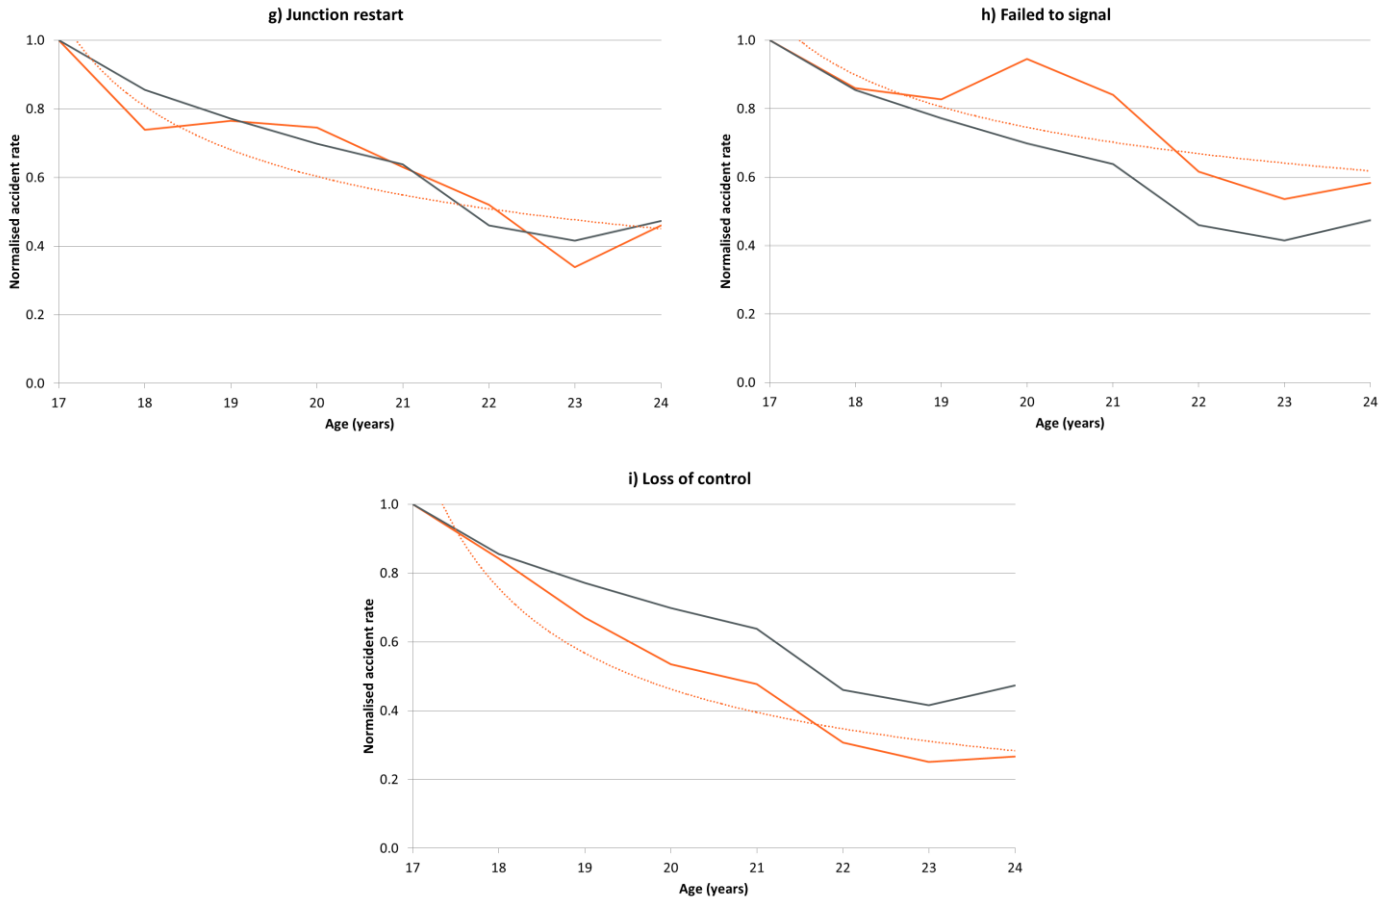 g) Junction restart
1.0
0.8
0.6
0.4
0.2
0.0
Normalised accident rate
17 18 19 20 21 22 23 24
Age (years)
h) Failed to signal
1.0
0.8
0.6
0.4
0.2
0.0
Normalised accident rate
17 18 19 20 21 22 23 24
Age (years)
i) Loss of control
1.0
0.8
0.6
0.4
0.2
0.0
Normalised accident rate
17 18 19 20 21 22 23 24
Age (years)